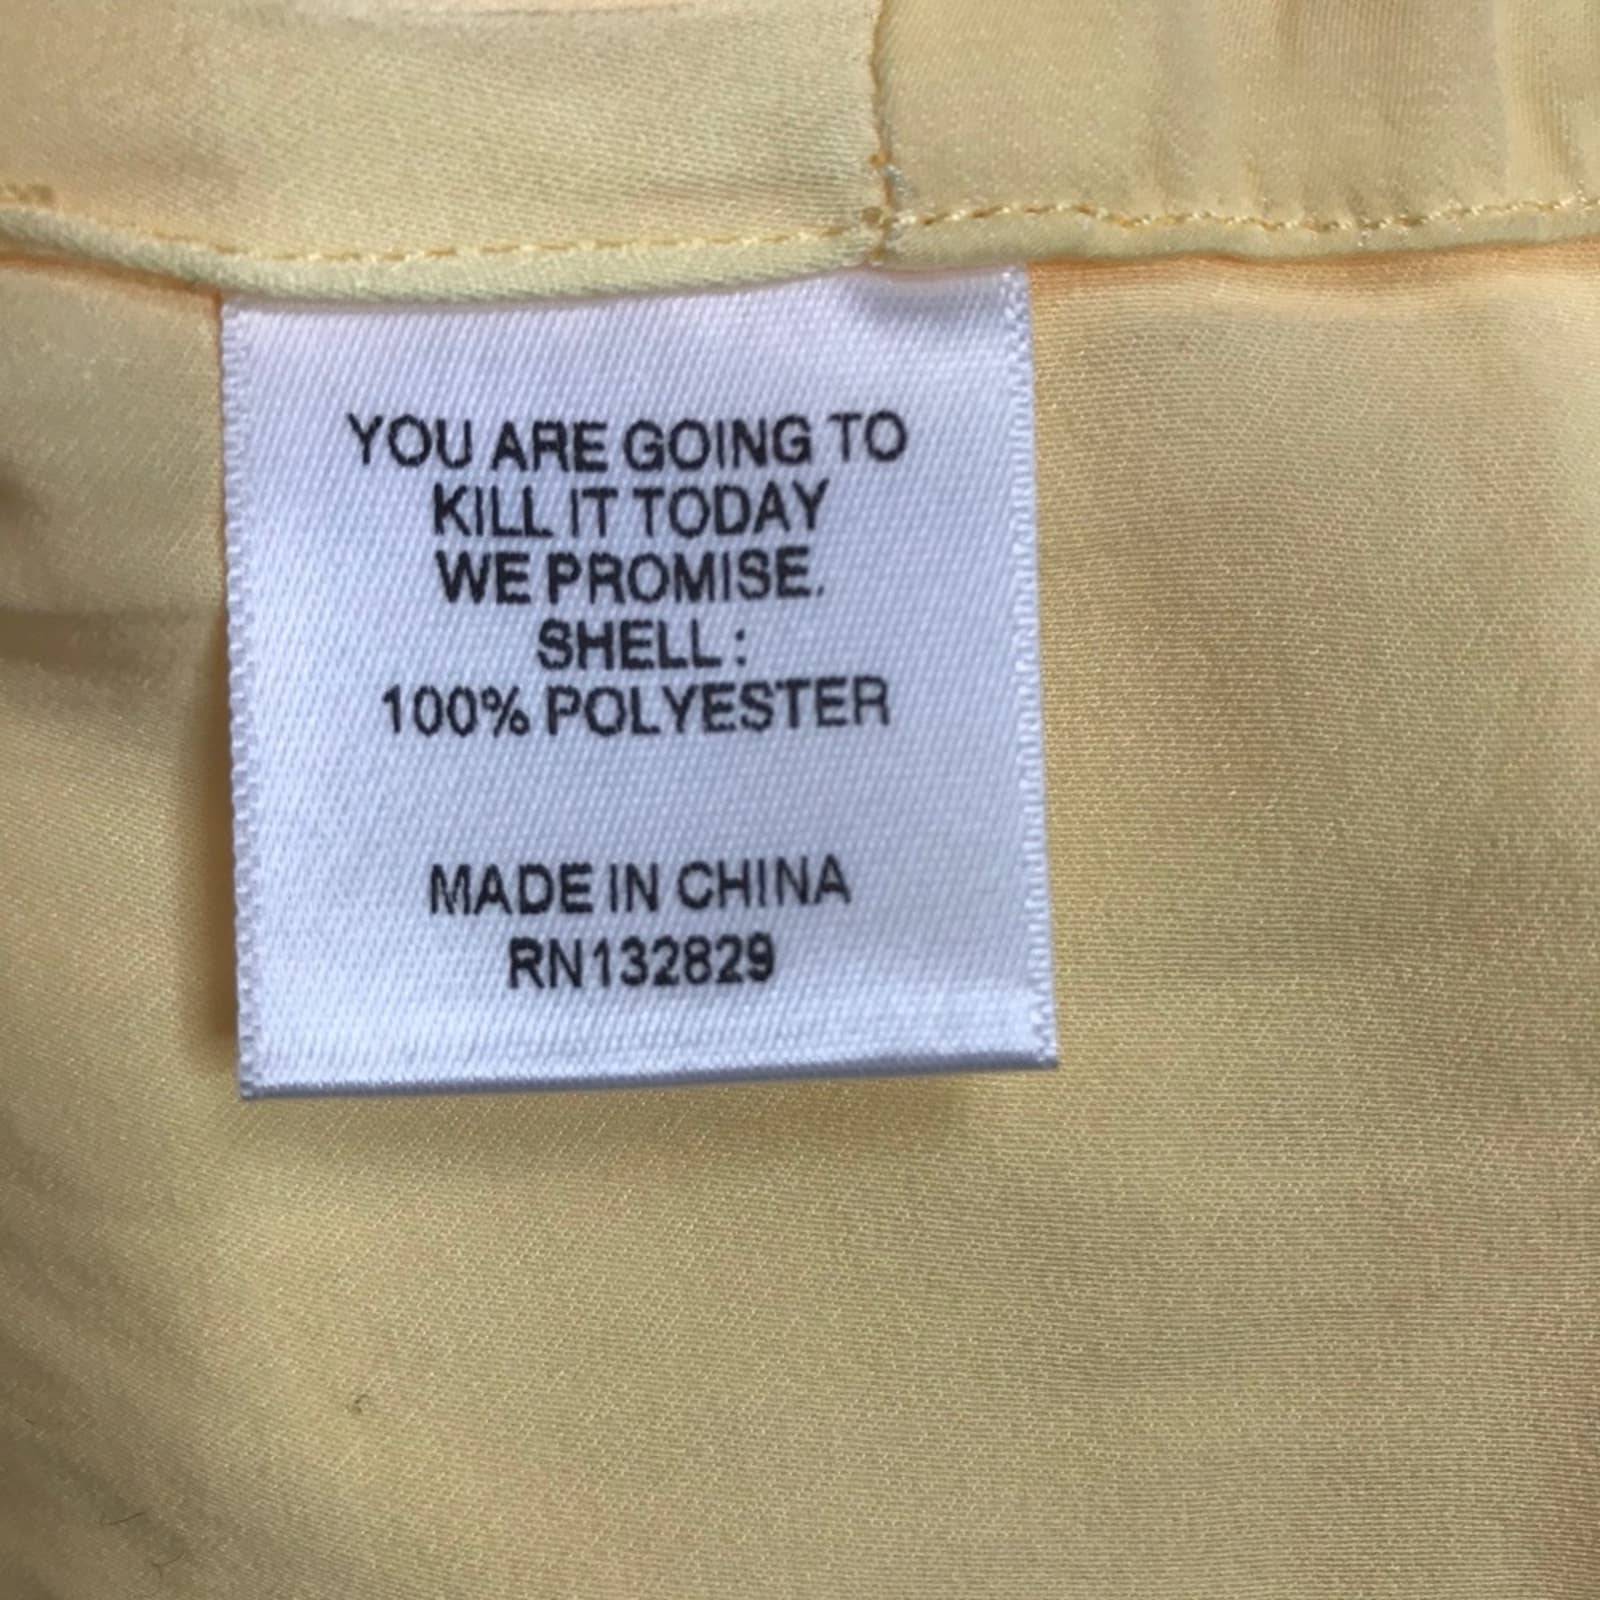 YOU ARE GOING TO
KILL IT TODAY
WE PROMISE.
SHELL :
100% POLYESTER
MADE IN CHINA
RN132829